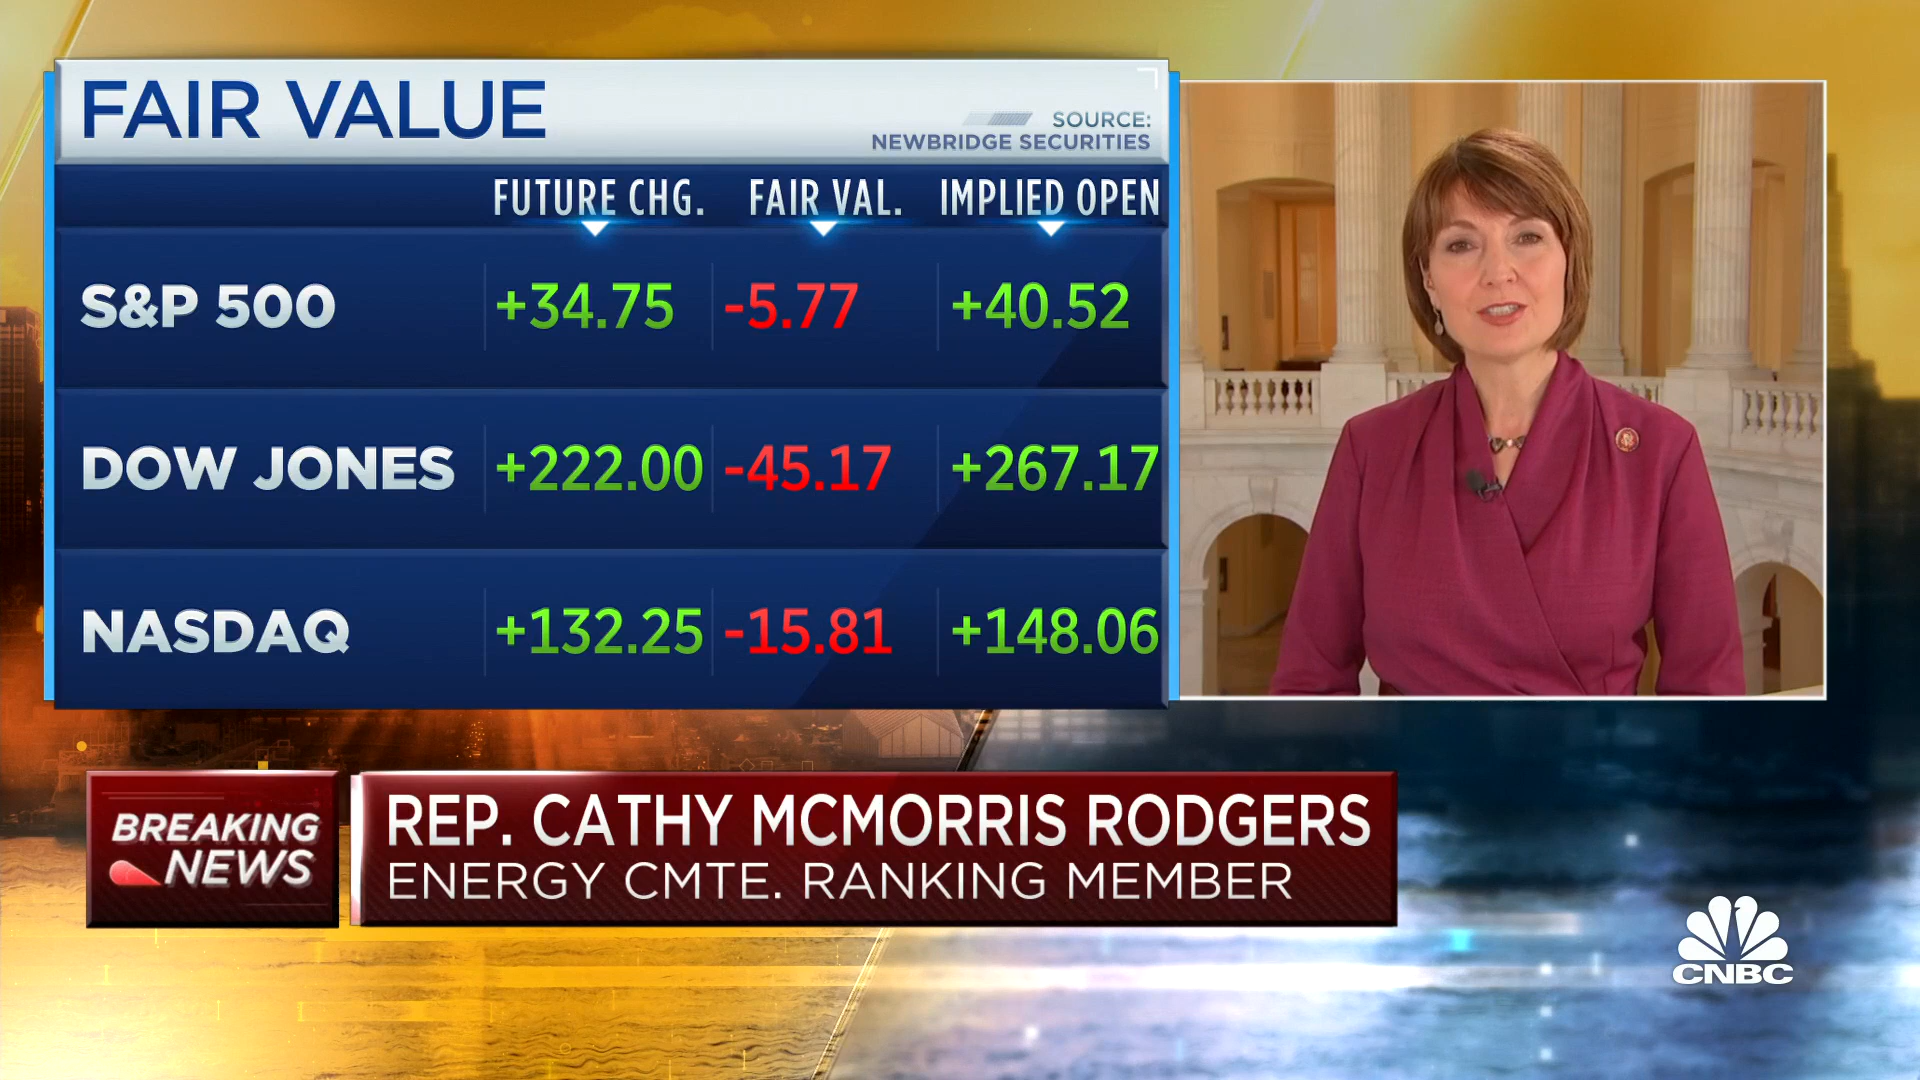 FAIR VALUE
SOURCE:
NEWBRIDGE SECURITIES
FUTURE CHG. FAIR VAL. IMPLIED OPEN
S&P 500 +34.75 -5.77 +40.52
DOW JONES +222.00 -45.17 +267.17
NASDAQ +132.25 -15.81 +148.06
BREAKING
NEWS
REP. CATHY MCMORRIS RODGERS
ENERGY CMTE. RANKING MEMBER
CNBC